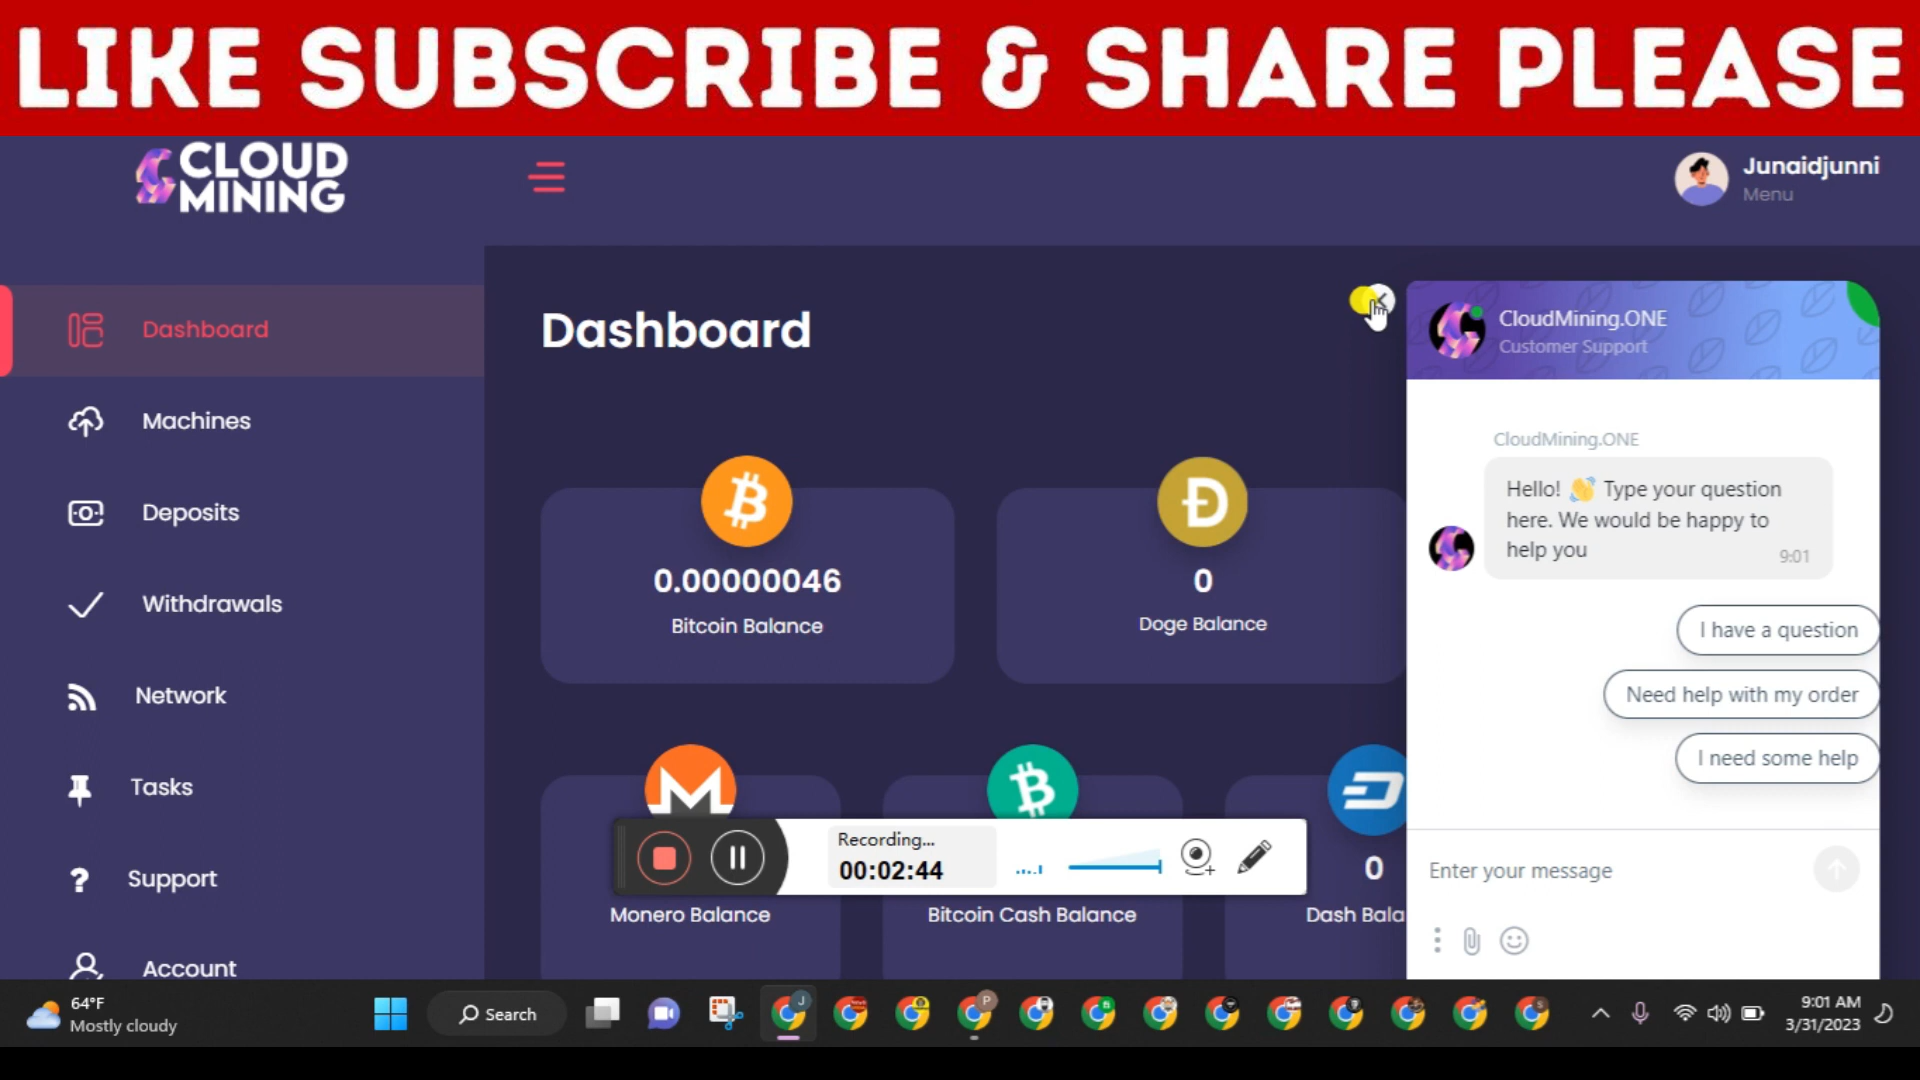 LIKE SUBSCRIBE & SHARE PLEASE
CLOUD
MINING
Junaidjunni
Menu
Dashboard
Machines
Deposits
Withdrawals
Network
Tasks
Support
Account
Dashboard
0.00000046
Bitcoin Balance
0
Doge Balance
Monero Balance
Bitcoin Cash Balance
0
Dash Bala
Recording...
00:02:44
CloudMining.ONE
Customer Support
CloudMining.ONE
Hello! 👋 Type your question
here. We would be happy to
help you
9:01
I have a question
Need help with my order
I need some help
Enter your message
64°F
Mostly cloudy
Search
9:01 AM
3/31/2023